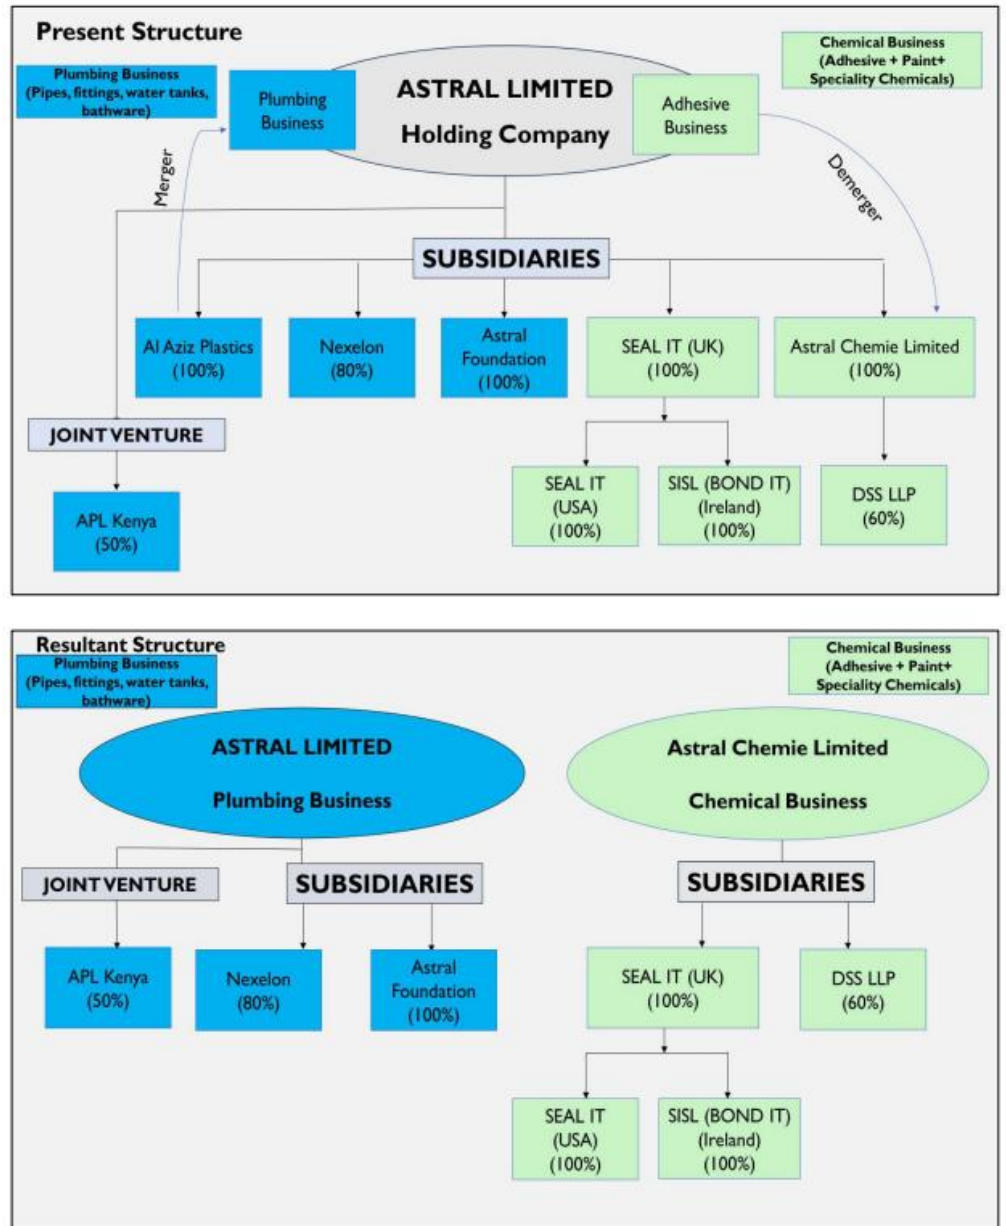 Present Structure
Plumbing Business
(Pipes, fittings, water tanks,
bathware)
Plumbing
Business
ASTRAL LIMITED
Holding Company
Adhesive
Business
Chemical Business
(Adhesive + Paint+
Speciality Chemicals)
Merger
Demerger
SUBSIDIARIES
Al Aziz Plastics
(100%)
Nexelon
(80%)
Astral
Foundation
(100%)
SEAL IT (UK)
(100%)
Astral Chemie Limited
(100%)
JOINT VENTURE
APL Kenya
(50%)
SEAL IT
(USA)
(100%)
SISL (BOND IT)
(Ireland)
(100%)
DSS LLP
(60%)
Resultant Structure
Plumbing Business
(Pipes, fittings, water tanks,
bathware)
Chemical Business
(Adhesive + Paint+
Speciality Chemicals)
ASTRAL LIMITED
Plumbing Business
Astral Chemie Limited
Chemical Business
JOINT VENTURE
SUBSIDIARIES
SUBSIDIARIES
APL Kenya
(50%)
Nexelon
(80%)
Astral
Foundation
(100%)
SEAL IT (UK)
(100%)
DSS LLP
(60%)
SEAL IT
(USA)
(100%)
SISL (BOND IT)
(Ireland)
(100%)